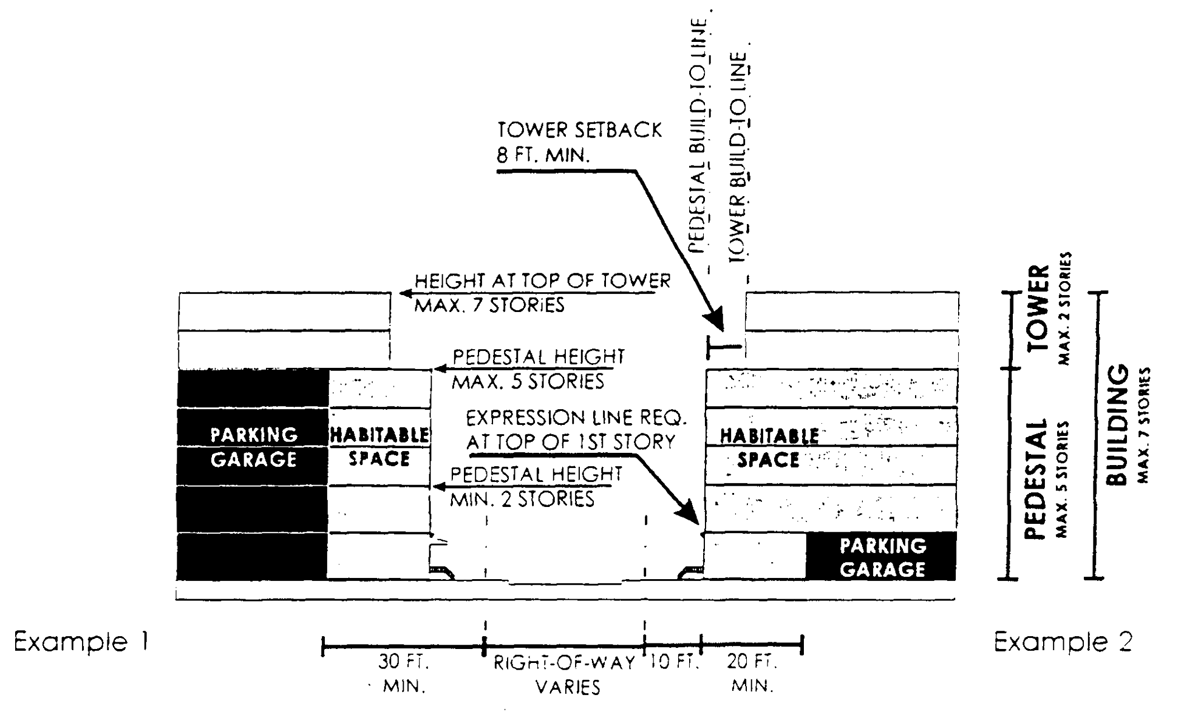 PEDESTAL BUILD-TO LINE
TOWER BUILD-TO LINE
TOWER SETBACK
8 FT. MIN.
HEIGHT AT TOP OF TOWER
MAX. 7 STORIES
PEDESTAL HEIGHT
MAX. 5 STORIES
EXPRESSION LINE REQ.
AT TOP OF 1ST STORY
PEDESTAL HEIGHT
MIN. 2 STORIES
PARKING
GARAGE
HABITABLE
SPACE
HABITABLE
SPACE
PARKING
GARAGE
TOWER
MAX. 2 STORIES
PEDESTAL
MAX. 5 STORIES
BUILDING
MAX. 7 STORIES
Example 1
Example 2
30 FT.
MIN.
RIGHT-OF-WAY
VARIES
10 FT.
20 FT.
MIN.